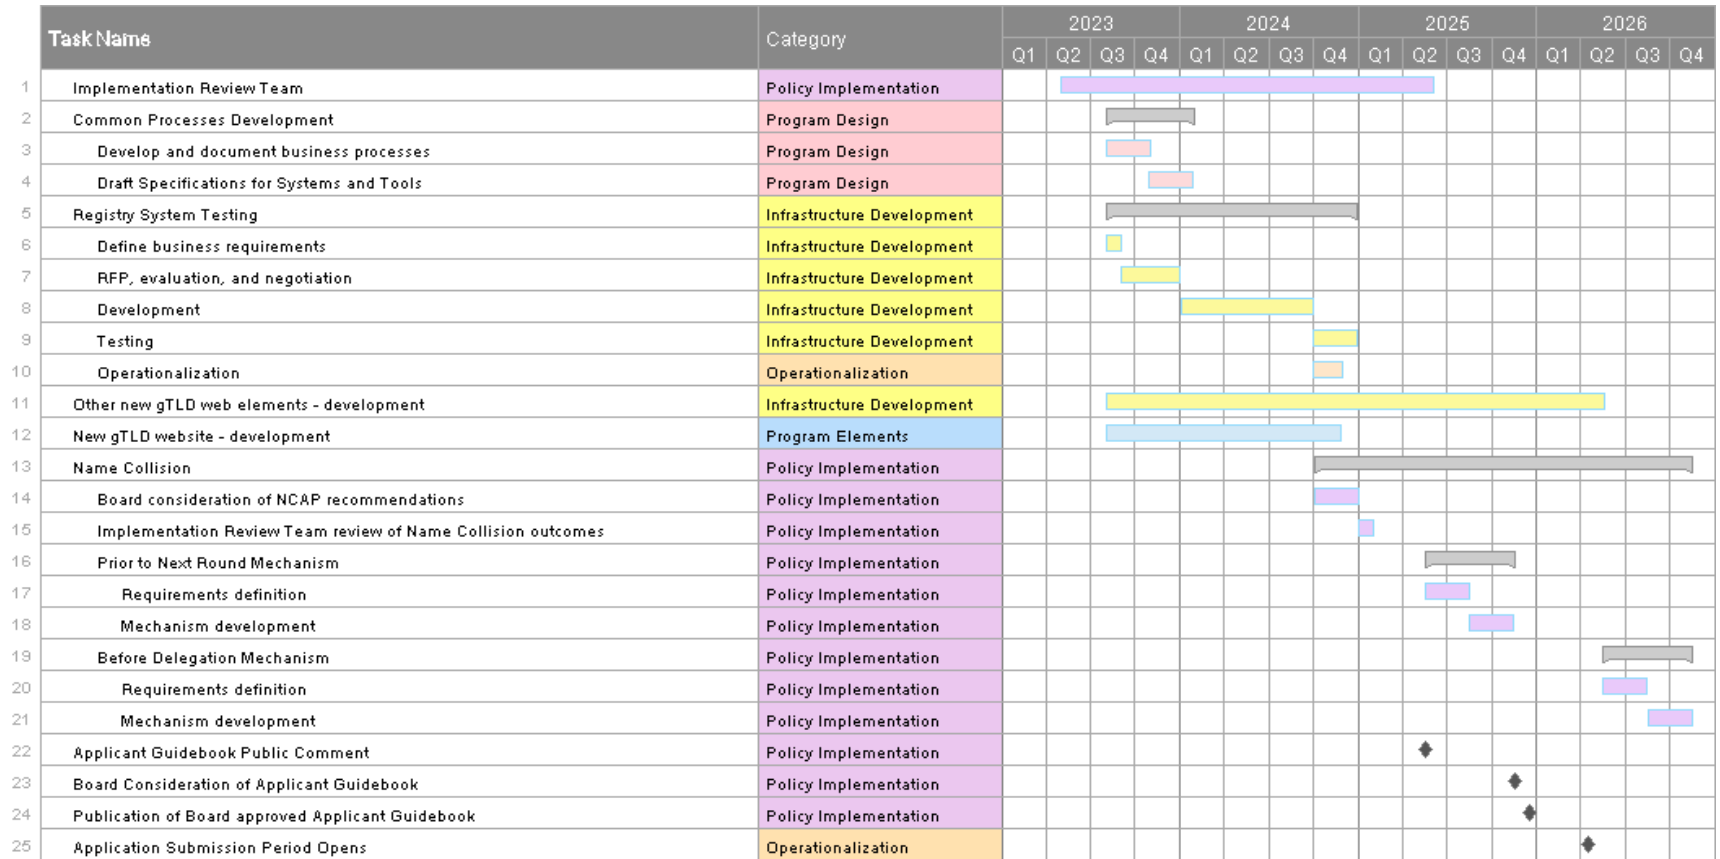 Task Name Category 2023 2024 2025 2026
Q1 Q2 Q3 Q4 Q1 Q2 Q3 Q4 Q1 Q2 Q3 Q4 Q1 Q2 Q3 Q4
1 Implementation Review Team Policy Implementation
2 Common Processes Development Program Design
3 Develop and document business processes Program Design
4 Draft Specifications for Systems and Tools Program Design
5 Registry System Testing Infrastructure Development
6 Define business requirements Infrastructure Development
7 RFP, evaluation, and negotiation Infrastructure Development
8 Development Infrastructure Development
9 Testing Infrastructure Development
10 Operationalization Operationalization
11 Other new gTLD web elements - development Infrastructure Development
12 New gTLD website - development Program Elements
13 Name Collision Policy Implementation
14 Board consideration of NCAP recommendations Policy Implementation
15 Implementation Review Team review of Name Collision outcomes Policy Implementation
16 Prior to Next Round Mechanism Policy Implementation
17 Requirements definition Policy Implementation
18 Mechanism development Policy Implementation
19 Before Delegation Mechanism Policy Implementation
20 Requirements definition Policy Implementation
21 Mechanism development Policy Implementation
22 Applicant Guidebook Public Comment Policy Implementation
23 Board Consideration of Applicant Guidebook Policy Implementation
24 Publication of Board approved Applicant Guidebook Policy Implementation
25 Application Submission Period Opens Operationalization